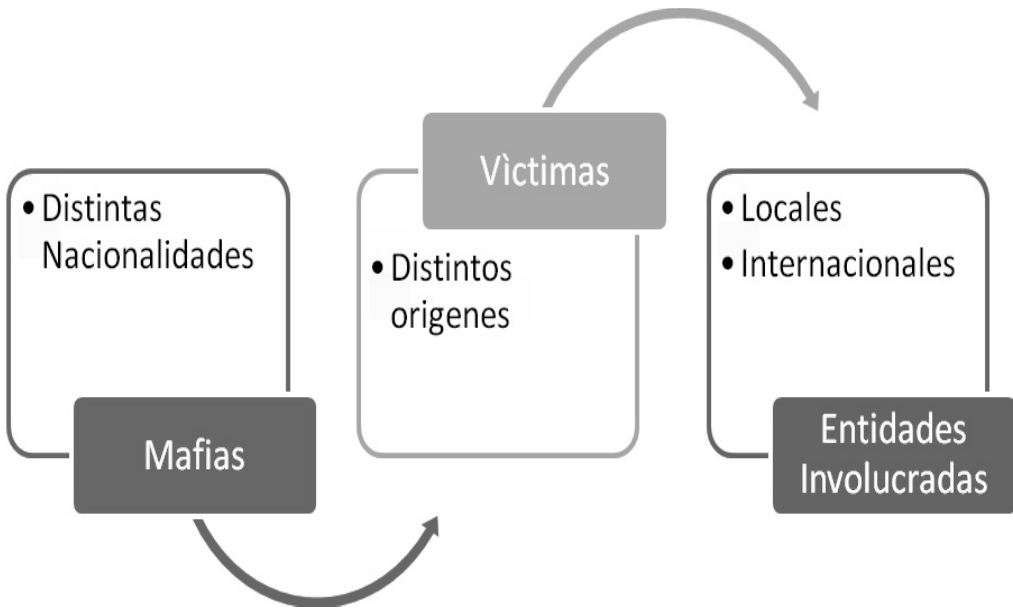 • Distintas
Nacionalidades
Mafias
Vìctimas
• Distintos
origenes
• Locales
• Internacionales
Entidades
Involucradas